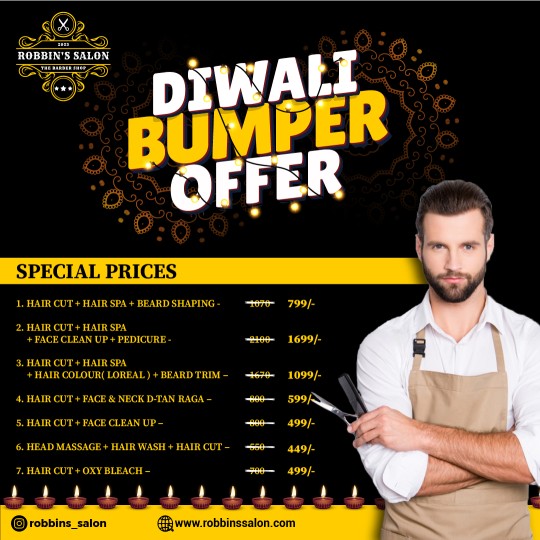 2023
ROBBIN'S SALON
THE BARBER SHOP
DIWALI
BUMPER
OFFER
SPECIAL PRICES
1. HAIR CUT + HAIR SPA + BEARD SHAPING - 1070 799/-
2. HAIR CUT + HAIR SPA
+ FACE CLEAN UP + PEDICURE - 2100 1699/-
3. HAIR CUT + HAIR SPA
+ HAIR COLOUR( LOREAL ) + BEARD TRIM – 1670 1099/-
4. HAIR CUT + FACE & NECK D-TAN RAGA – 800 599/-
5. HAIR CUT + FACE CLEAN UP – 800 499/-
6. HEAD MASSAGE + HAIR WASH + HAIR CUT – 550 449/-
7. HAIR CUT + OXY BLEACH – 700 499/-
robbins_salon www.robbinssalon.com